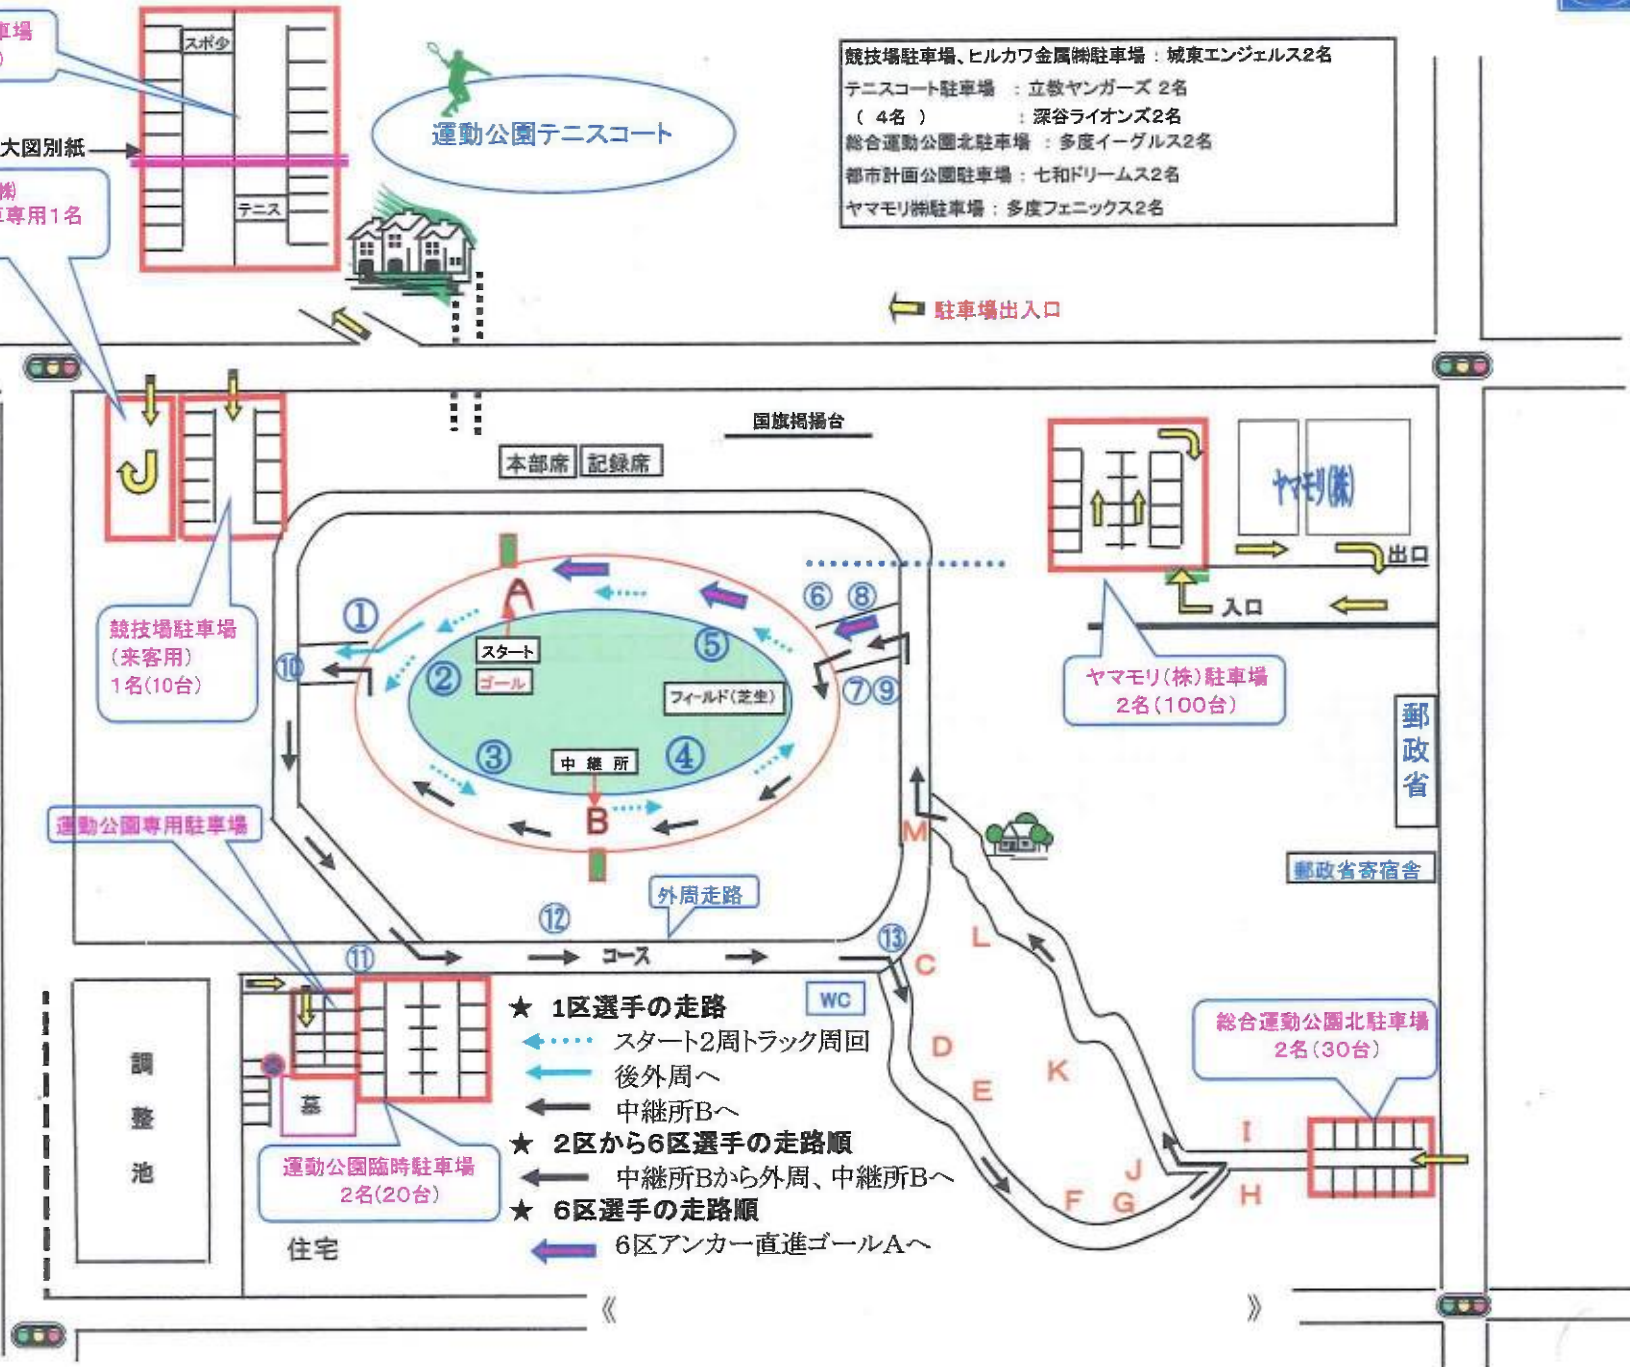 車場
スポ少
大図別紙
㈱
車専用1名
テニス
運動公園テニスコート
競技場駐車場、ヒルカワ金属㈱駐車場：城東エンジェルス2名
テニスコート駐車場　：立教ヤンガーズ 2名
（ 4名 ）　　　　：深谷ライオンズ2名
総合運動公園北駐車場　：多度イーグルス2名
都市計画公園駐車場：七和ドリームス2名
ヤマモリ㈱駐車場：多度フェニックス2名
駐車場出入口
国旗掲揚台
本部席
記録席
ヤマモリ(株)
出口
入口
ヤマモリ(株)駐車場
2名(100台)
競技場駐車場
(来客用)
1名(10台)
A
スタート
ゴール
フィールド(芝生)
中 継 所
B
①
②
③
④
⑤
⑥
⑧
⑦⑨
⑩
郵政省
郵政省寄宿舎
運動公園専用駐車場
外周走路
⑪
⑫
⑬
コース
M
L
C
D
E
K
F
G
J
I
H
WC
総合運動公園北駐車場
2名(30台)
調整池
墓
運動公園臨時駐車場
2名(20台)
住宅
★ 1区選手の走路
スタート2周トラック周回
後外周へ
中継所Bへ
★ 2区から6区選手の走路順
中継所Bから外周、中継所Bへ
★ 6区選手の走路順
6区アンカー直進ゴールAへ
《
》